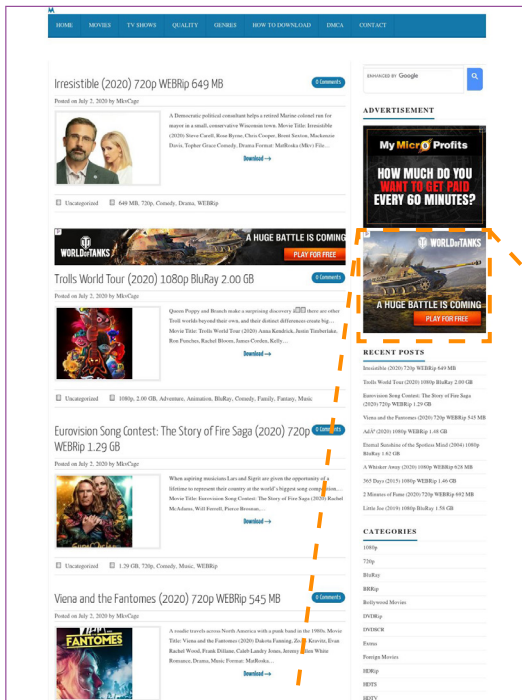 HOME MOVIES TV SHOWS QUALITY GENRES HOW TO DOWNLOAD DMCA CONTACT
Irresistible (2020) 720p WEBRip 649 MB
0 Comments
Posted on July 2, 2020 by MkvCage
A Democratic political consultant helps a retired Marine colonel run for
mayor in a small, conservative Wisconsin town. Movie Title: Irresistible
(2020) Steve Carell, Rose Byrne, Chris Cooper, Brent Sexton, Mackenzie
Davis, Topher Grace Comedy, Drama Format: MatRoska (Mkv) File…
Download →
Uncategorized 649 MB, 720p, Comedy, Drama, WEBRip
WORLD OF TANKS
A HUGE BATTLE IS COMING
PLAY FOR FREE
Trolls World Tour (2020) 1080p BluRay 2.00 GB
0 Comments
Posted on July 2, 2020 by MkvCage
Queen Poppy and Branch make a surprising discovery there are other
Troll worlds beyond their own, and their distinct differences create big…
Movie Title: Trolls World Tour (2020) Anna Kendrick, Justin Timberlake,
Ron Funches, Rachel Bloom, James Corden, Kelly…
Download →
Uncategorized 1080p, 2.00 GB, Adventure, Animation, BluRay, Comedy, Family, Fantasy, Music
Eurovision Song Contest: The Story of Fire Saga (2020) 720p
WEBRip 1.29 GB
0 Comments
Posted on July 2, 2020 by MkvCage
When aspiring musicians Lars and Sigrit are given the opportunity of a
lifetime to represent their country at the world's biggest song competition,…
Movie Title: Eurovision Song Contest: The Story of Fire Saga (2020) Rachel
McAdams, Will Ferrell, Pierce Brosnan,…
Download →
Uncategorized 1.29 GB, 720p, Comedy, Music, WEBRip
Viena and the Fantomes (2020) 720p WEBRip 545 MB
0 Comments
Posted on July 2, 2020 by MkvCage
FANTOMES
A roadie travels across North America with a punk band in the 1980s. Movie
Title: Viena and the Fantomes (2020) Dakota Fanning, Zoë Kravitz, Evan
Rachel Wood, Frank Dillane, Caleb Landry Jones, Jeremy Allen White
Romance, Drama, Music Format: MatRoska…
Download →
ENHANCED BY Google
ADVERTISEMENT
My Micro Profits
HOW MUCH DO YOU
WANT TO GET PAID
EVERY 60 MINUTES?
WORLD OF TANKS
A HUGE BATTLE IS COMING
PLAY FOR FREE
RECENT POSTS
Irresistible (2020) 720p WEBRip 649 MB
Trolls World Tour (2020) 1080p BluRay 2.00 GB
Eurovision Song Contest: The Story of Fire Saga
(2020) 720p WEBRip 1.29 GB
Viena and the Fantomes (2020) 720p WEBRip 545 MB
(2020) 1080p WEBRip 1.68 GB
Eternal Sunshine of the Spotless Mind (2004) 1080p
BluRay 1.62 GB
A Whisker Away (2020) 1080p WEBRip 628 MB
365 Days (2015) 1080p WEBRip 1.46 GB
2 Minutes of Fame (2020) 720p WEBRip 692 MB
Little Joe (2019) 1080p BluRay 1.58 GB
CATEGORIES
1080p
720p
BluRay
BRRip
Bollywood Movies
DVDRip
DVDSCR
Extras
Foreign Movies
HDRip
HDTS
HDTV